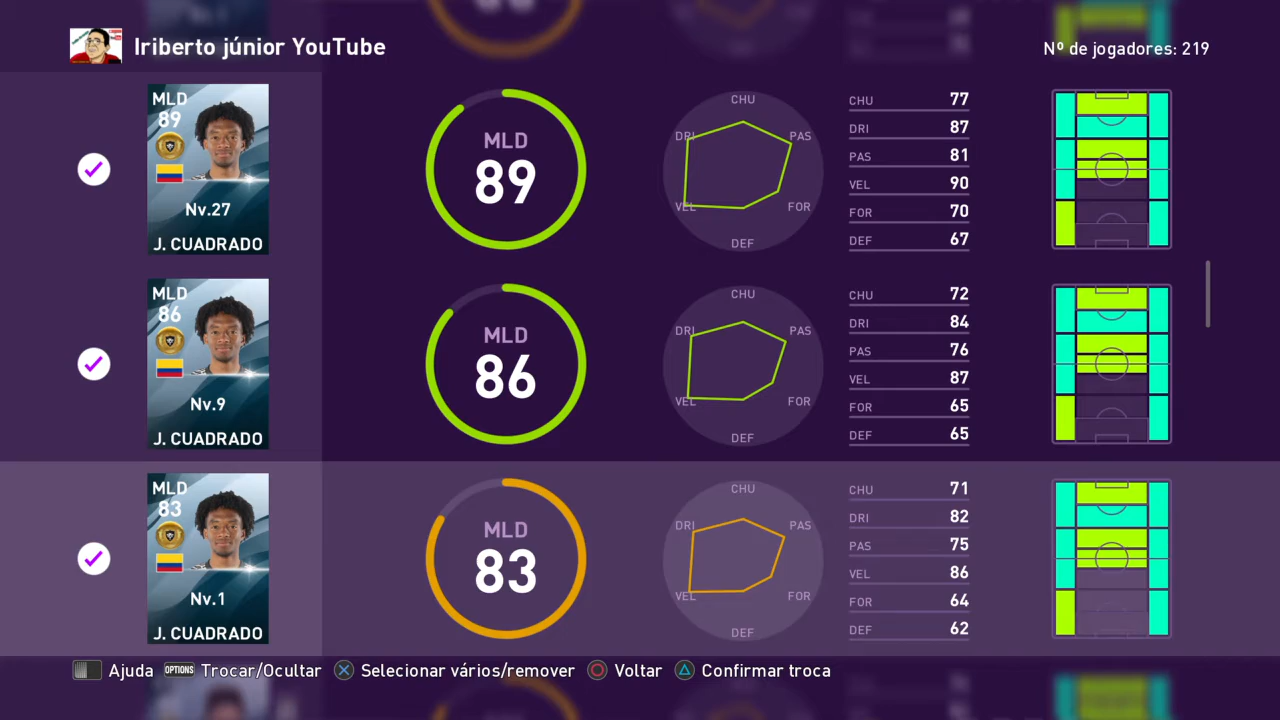 Iriberto júnior YouTube
Nº de jogadores: 219
MLD
89
Nv.27
J. CUADRADO
MLD
89
CHU
PAS
FOR
DEF
VEL
DRI
CHU 77
DRI 87
PAS 81
VEL 90
FOR 70
DEF 67
MLD
86
Nv.9
J. CUADRADO
MLD
86
CHU
PAS
FOR
DEF
VEL
DRI
CHU 72
DRI 84
PAS 76
VEL 87
FOR 65
DEF 65
MLD
83
Nv.1
J. CUADRADO
MLD
83
CHU
PAS
FOR
DEF
VEL
DRI
CHU 71
DRI 82
PAS 75
VEL 86
FOR 64
DEF 62
Ajuda OPTIONS Trocar/Ocultar Selecionar vários/remover Voltar Confirmar troca